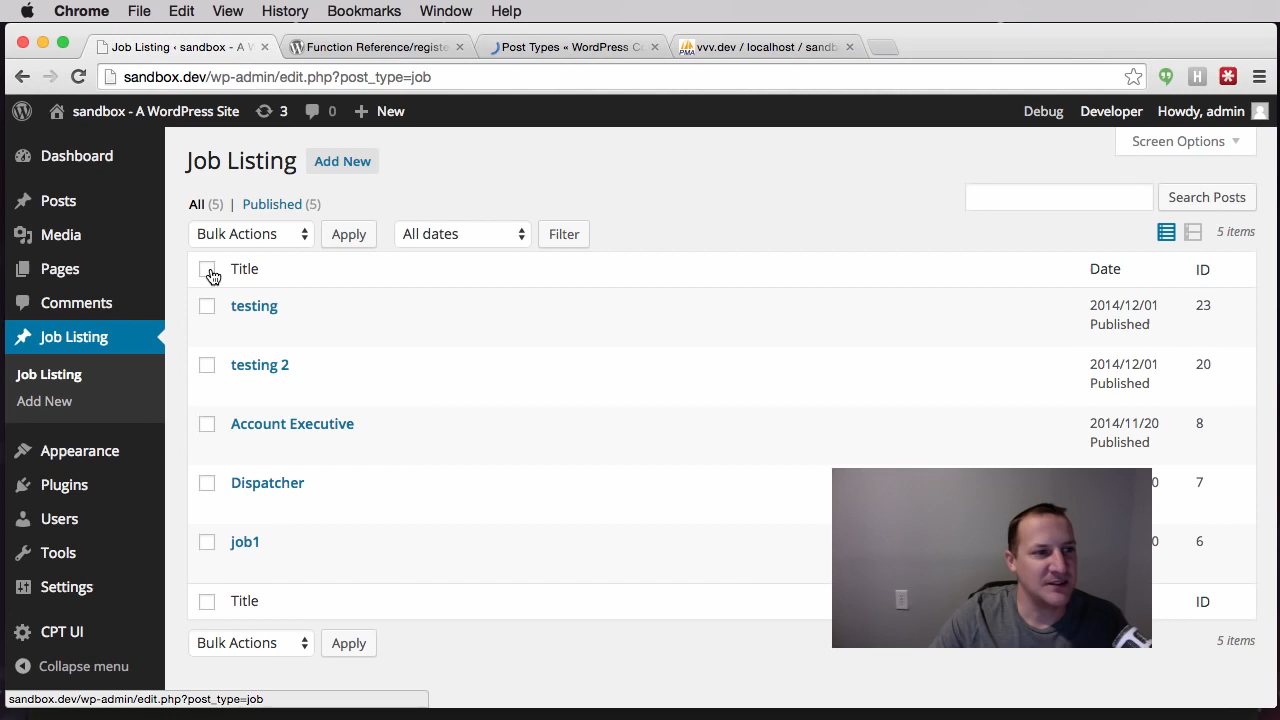 Chrome File Edit View History Bookmarks Window Help
Job Listing ‹ sandbox - A
Function Reference/registe
Post Types « WordPress C
vvv.dev / localhost / sandb
sandbox.dev/wp-admin/edit.php?post_type=job
sandbox - A WordPress Site 3 0 New Debug Developer Howdy, admin
Dashboard
Posts
Media
Pages
Comments
Job Listing
Job Listing
Add New
Appearance
Plugins
Users
Tools
Settings
CPT UI
Collapse menu
Screen Options
Job Listing Add New
All (5) | Published (5)
Search Posts
Bulk Actions Apply All dates Filter 5 items
Title Date ID
testing 2014/12/01 23
Published
testing 2 2014/12/01 20
Published
Account Executive 2014/11/20 8
Published
Dispatcher 0 7
job1 0 6
Title ID
Bulk Actions Apply 5 items
sandbox.dev/wp-admin/edit.php?post_type=job